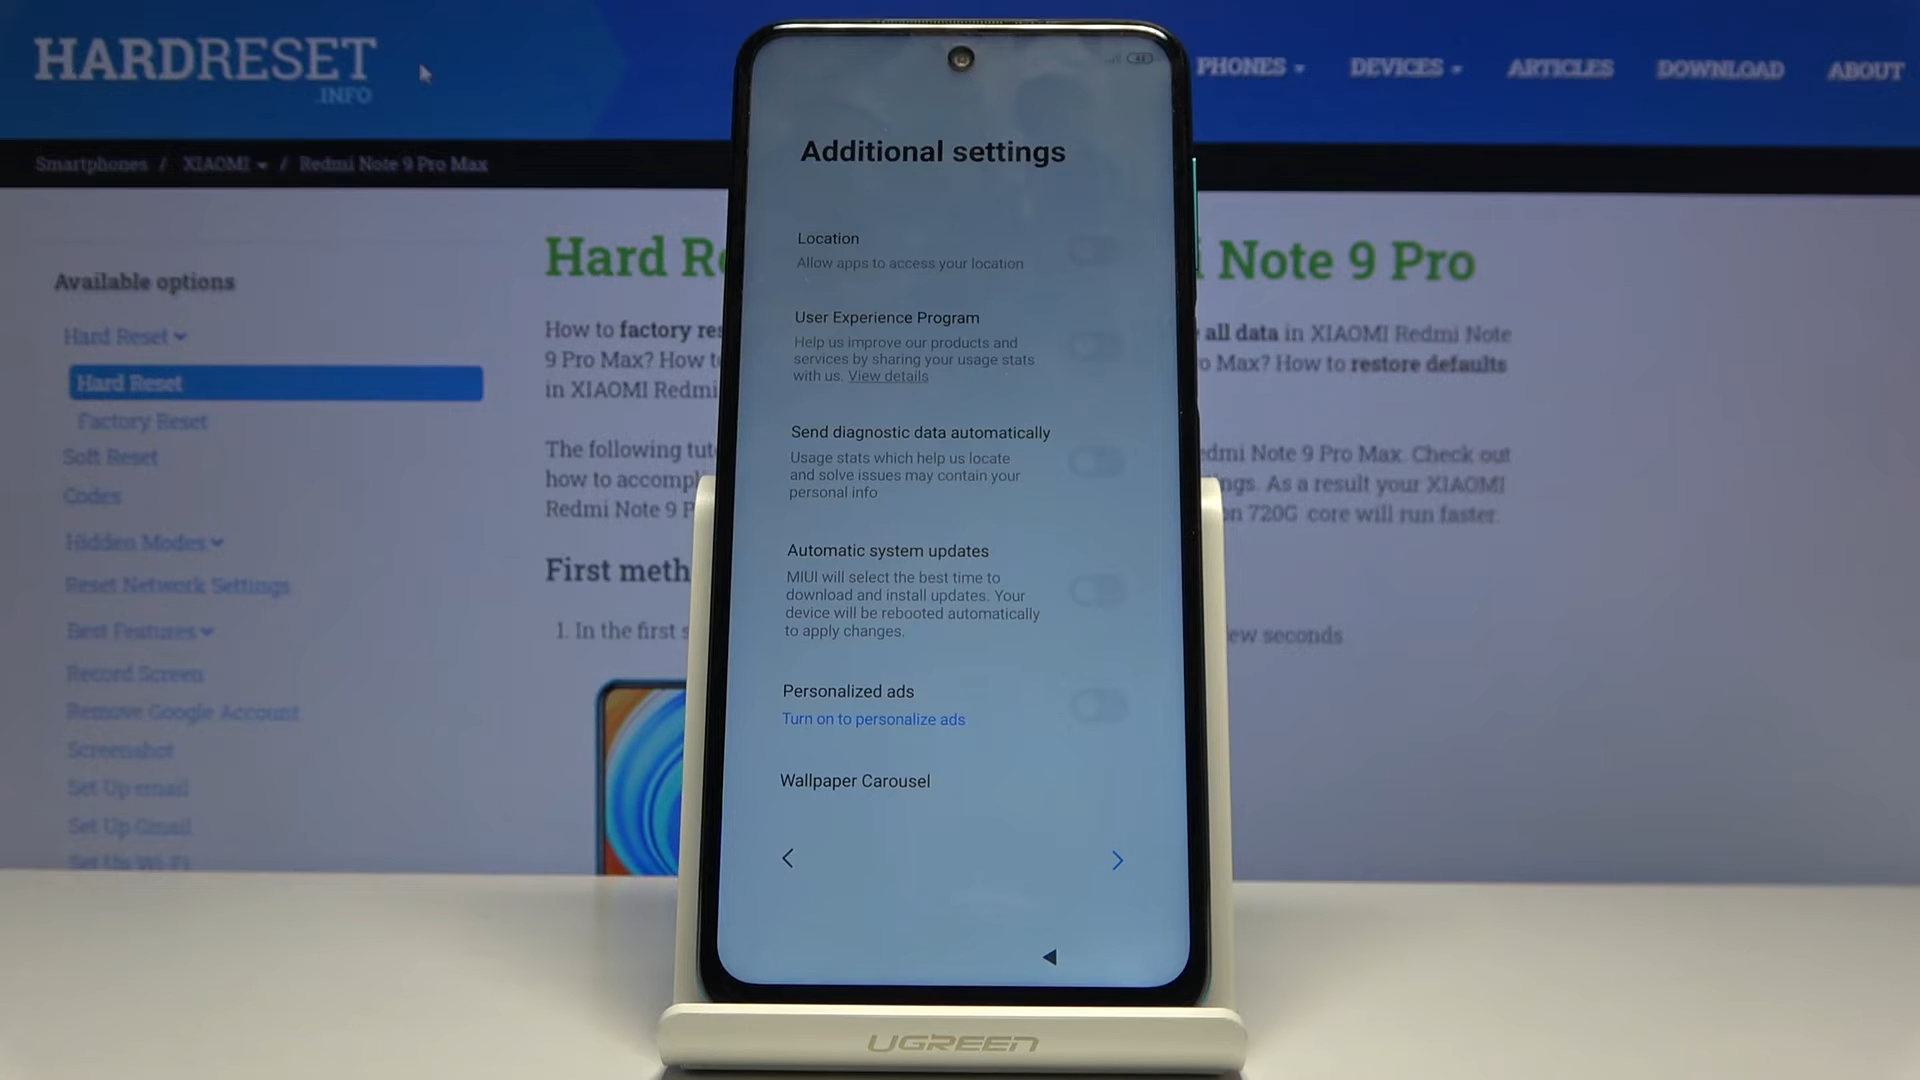 HARDRESET
.INFO
PHONES
DEVICES
ARTICLES
DOWNLOAD
ABOUT
Smartphones / XIAOMI / Redmi Note 9 Pro Max
Available options
Hard Reset
Hard Reset
Factory Reset
Soft Reset
Codes
Hidden Modes
Reset Network Settings
Best Features
Record Screen
Remove Google Account
Screenshot
Set Up email
Set Up Gmail
Set Up Wi-Fi
Hard Note 9 Pro
How to factory all data in XIAOMI Redmi Note
9 Pro Max? How Max? How to restore defaults
in XIAOMI Redmi
The following Note 9 Pro Max. Check out
how to As a result your XIAOMI
Redmi Note 9 720G core will run faster.
First
1. In the first seconds
Additional settings
Location
Allow apps to access your location
User Experience Program
Help us improve our products and
services by sharing your usage stats
with us. View details
Send diagnostic data automatically
Usage stats which help us locate
and solve issues may contain your
personal info
Automatic system updates
MIUI will select the best time to
download and install updates. Your
device will be rebooted automatically
to apply changes.
Personalized ads
Turn on to personalize ads
Wallpaper Carousel
UGREEN